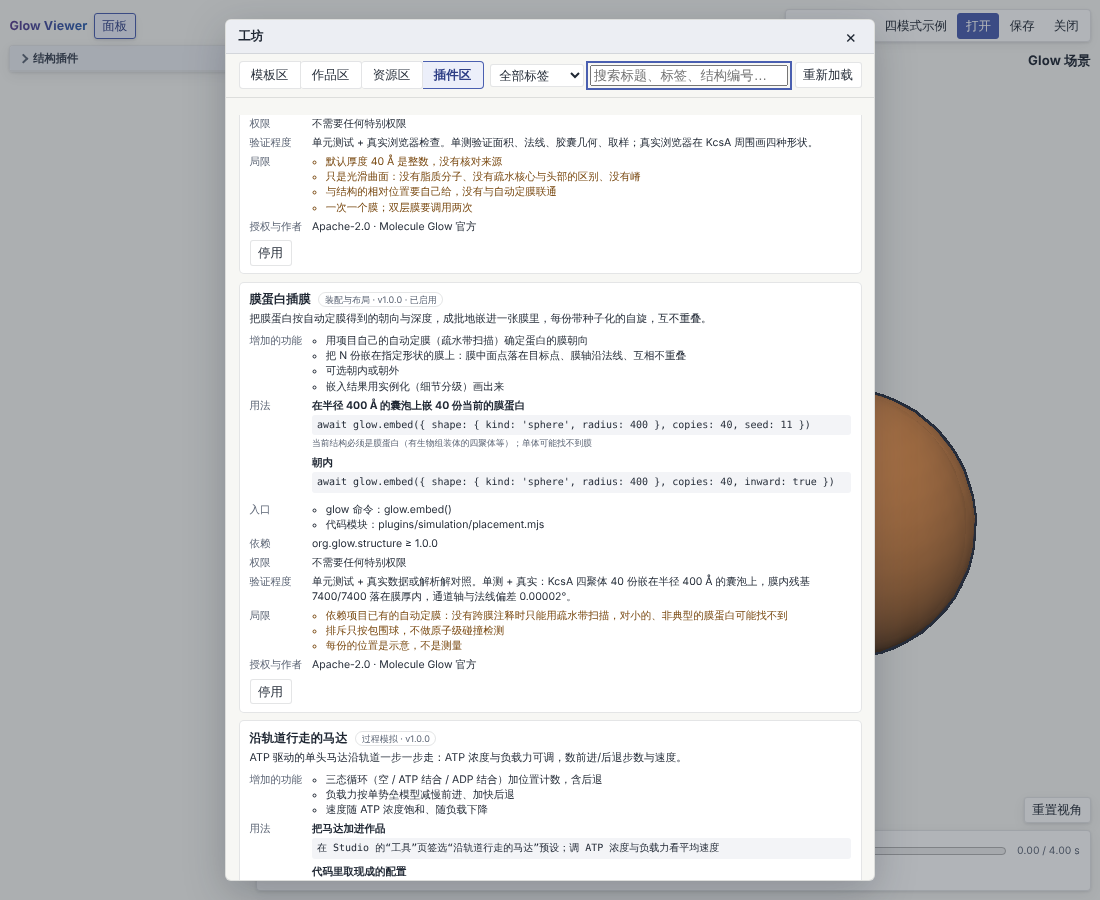 Glow Viewer 面板
四模式示例 打开 保存 关闭
结构插件
Glow 场景
工坊 ×
模板区 作品区 资源区 插件区 全部标签 搜索标题、标签、结构编号... 重新加载
权限 不需要任何特别权限
验证程度 单元测试 + 真实浏览器检查。单测验证面积、法线、胶囊几何、取样；真实浏览器在 KcsA 周围画四种形状。
局限 默认厚度 40 Å 是整数，没有核对来源
只是光滑曲面：没有脂质分子、没有疏水核心与头部的区别、没有嵴
与结构的相对位置要自己给，没有与自动定膜联通
一次一个膜；双层膜要调用两次
授权与作者 Apache-2.0 · Molecule Glow 官方
停用
膜蛋白插膜 装配与布局 · v1.0.0 · 已启用
把膜蛋白按自动定膜得到的朝向与深度，成批地嵌进一张膜里，每份带种子化的自旋，互不重叠。
增加的功能 用项目自己的自动定膜（疏水带扫描）确定蛋白的膜朝向
把 N 份嵌在指定形状的膜上：膜中面点落在目标点、膜轴沿法线、互相不重叠
可选朝内或朝外
嵌入结果用实例化（细节分级）画出来
用法 在半径 400 Å 的囊泡上嵌 40 份当前的膜蛋白
await glow.embed({ shape: { kind: 'sphere', radius: 400 }, copies: 40, seed: 11 })
当前结构必须是膜蛋白（有生物组装体的四聚体等）；单体可能找不到膜
朝内
await glow.embed({ shape: { kind: 'sphere', radius: 400 }, copies: 40, inward: true })
入口 glow 命令：glow.embed()
代码模块：plugins/simulation/placement.mjs
依赖 org.glow.structure ≥ 1.0.0
权限 不需要任何特别权限
验证程度 单元测试 + 真实数据或解析解对照。单测 + 真实：KcsA 四聚体 40 份嵌在半径 400 Å 的囊泡上，膜内残基
7400/7400 落在膜厚内，通道轴与法线偏差 0.00002°。
局限 依赖项目已有的自动定膜：没有跨膜注释时只能用疏水带扫描，对小的、非典型的膜蛋白可能找不到
排斥只按包围球，不做原子级碰撞检测
每份的位置是示意，不是测量
授权与作者 Apache-2.0 · Molecule Glow 官方
停用
沿轨道行走的马达 过程模拟 · v1.0.0
ATP 驱动的单头马达沿轨道一步一步走：ATP 浓度与负载力可调，数前进/后退步数与速度。
增加的功能 三态循环（空 / ATP 结合 / ADP 结合）加位置计数，含后退
负载力按单势垒模型减慢前进、加快后退
速度随 ATP 浓度饱和、随负载下降
用法 把马达加进作品
在 Studio 的“工具”页签选“沿轨道行走的马达”预设；调 ATP 浓度与负载力看平均速度
代码里取现成的配置
重置视角
0.00 / 4.00 s